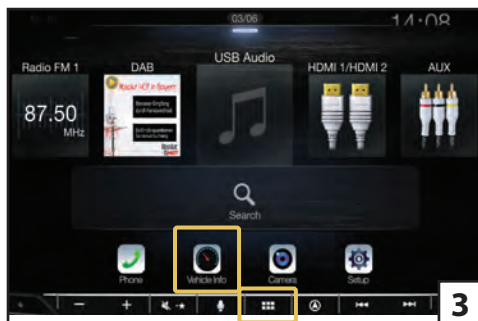 03/06
14:08
Radio FM 1
DAB
USB Audio
HDMI 1/HDMI 2
AUX
87.50
MHz
Search
Phone
Vehicle Info
Camera
Setup
3